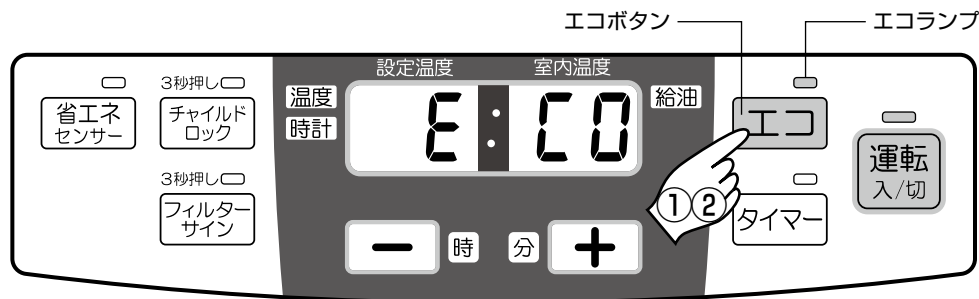 エコボタン
エコランプ
設定温度 室内温度
3秒押し
省エネ
センサー
チャイルド
ロック
温度
時計
E:CO
給油
エコ
運転
入/切
3秒押し
フィルター
サイン
− 時 分 +
①②
タイマー